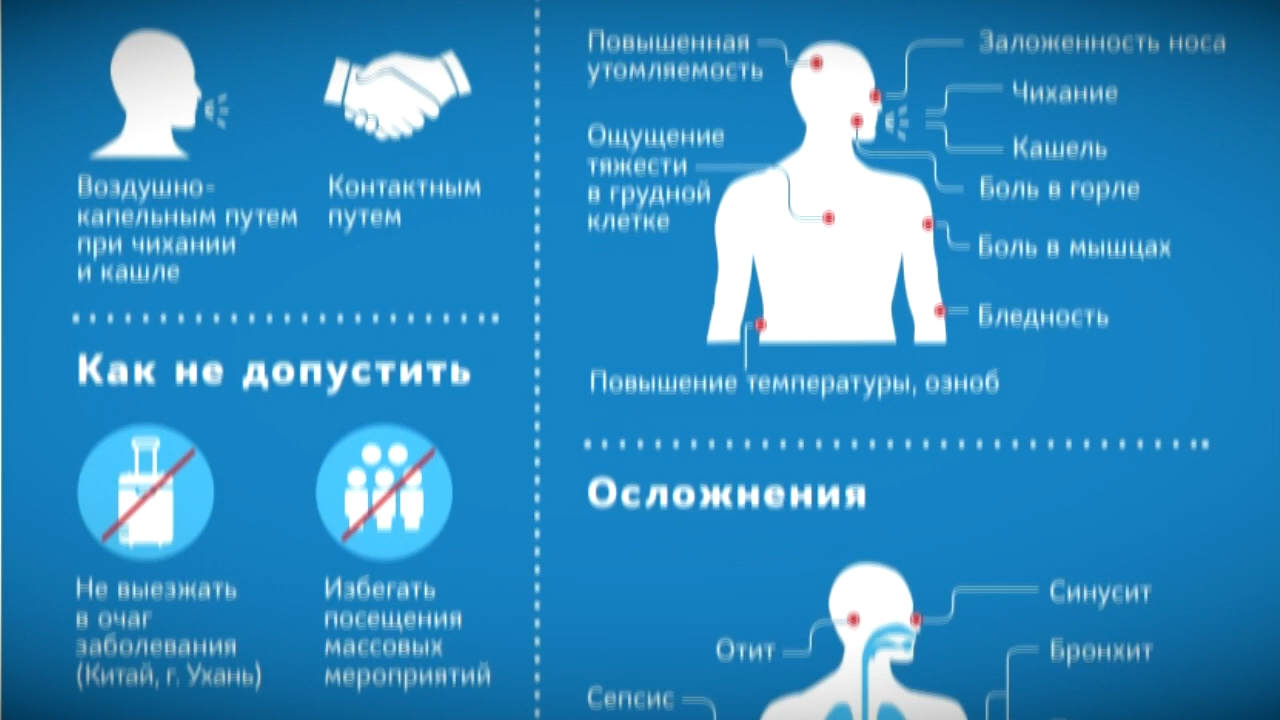 Воздушно-
капельным путем
при чихании
и кашле
Контактным
путем
Как не допустить
Не выезжать
в очаг
заболевания
(Китай, г. Ухань)
Избегать
посещения
массовых
мероприятий
Повышенная
утомляемость
Ощущение
тяжести
в грудной
клетке
Заложенность носа
Чихание
Кашель
Боль в горле
Боль в мышцах
Бледность
Повышение температуры, озноб
Осложнения
Отит
Сепсис
Синусит
Бронхит